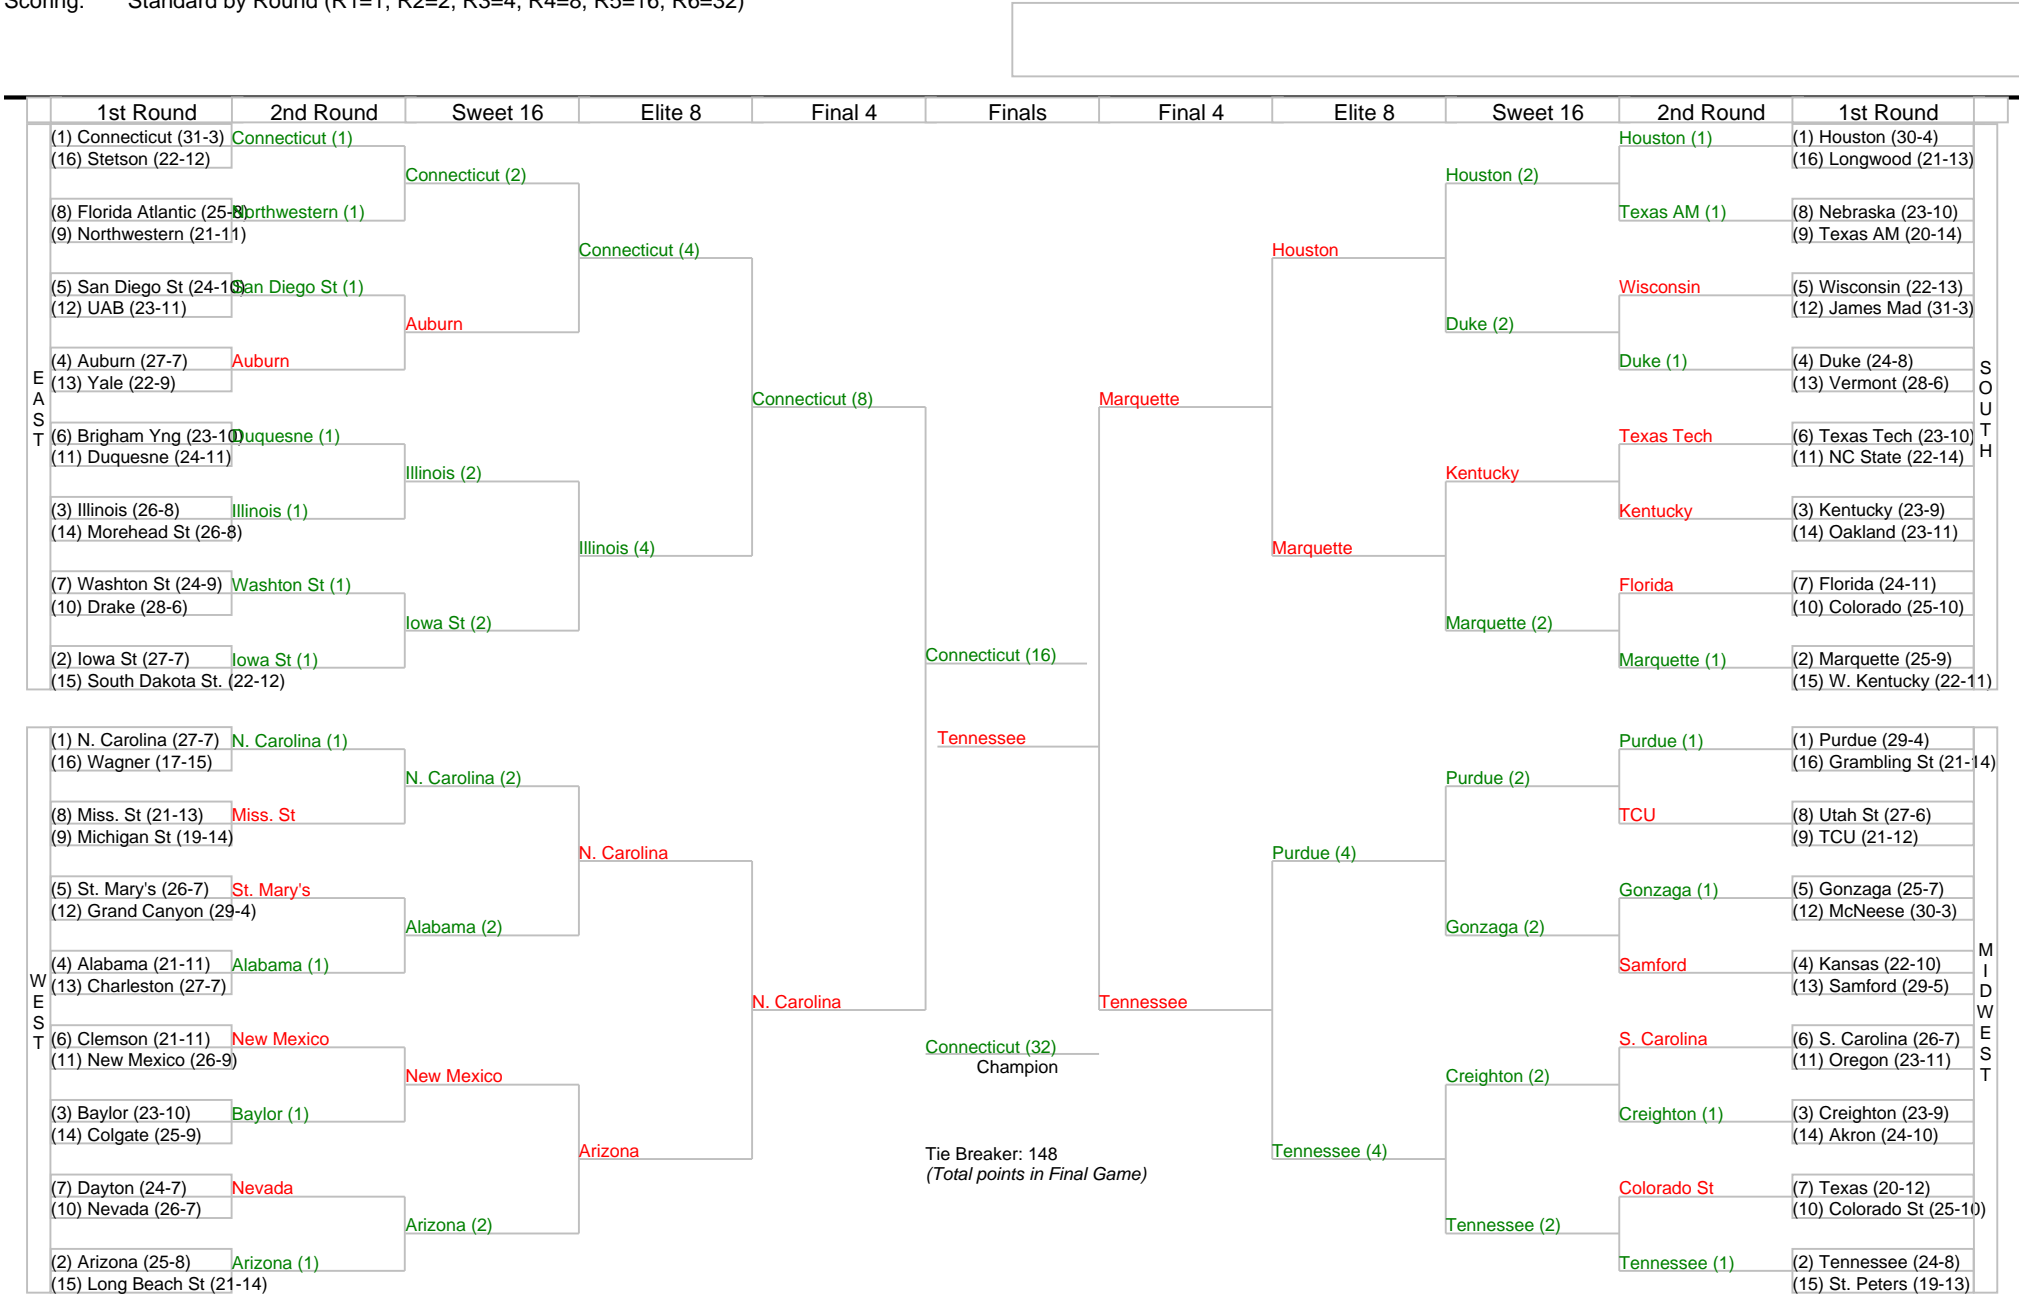 Scoring: Standard by Round (R1=1, R2=2, R3=4, R4=8, R5=16, R6=32)
1st Round 2nd Round Sweet 16 Elite 8 Final 4 Finals Final 4 Elite 8 Sweet 16 2nd Round 1st Round
EAST
(1) Connecticut (31-3)
(16) Stetson (22-12)
(8) Florida Atlantic (25-8)
(9) Northwestern (21-11)
(5) San Diego St (24-10)
(12) UAB (23-11)
(4) Auburn (27-7)
(13) Yale (22-9)
(6) Brigham Yng (23-10)
(11) Duquesne (24-11)
(3) Illinois (26-8)
(14) Morehead St (26-8)
(7) Washton St (24-9)
(10) Drake (28-6)
(2) Iowa St (27-7)
(15) South Dakota St. (22-12)
Connecticut (1)
Northwestern (1)
San Diego St (1)
Auburn
Duquesne (1)
Illinois (1)
Washton St (1)
Iowa St (1)
Connecticut (2)
Auburn
Illinois (2)
Iowa St (2)
Connecticut (4)
Illinois (4)
Connecticut (8)
WEST
(1) N. Carolina (27-7)
(16) Wagner (17-15)
(8) Miss. St (21-13)
(9) Michigan St (19-14)
(5) St. Mary's (26-7)
(12) Grand Canyon (29-4)
(4) Alabama (21-11)
(13) Charleston (27-7)
(6) Clemson (21-11)
(11) New Mexico (26-9)
(3) Baylor (23-10)
(14) Colgate (25-9)
(7) Dayton (24-7)
(10) Nevada (26-7)
(2) Arizona (25-8)
(15) Long Beach St (21-14)
N. Carolina (1)
Miss. St
St. Mary's
Alabama (1)
New Mexico
Baylor (1)
Nevada
Arizona (1)
N. Carolina (2)
Alabama (2)
New Mexico
Arizona (2)
N. Carolina
Arizona
N. Carolina
Connecticut (16)
Tennessee
Connecticut (32)
Champion
Tie Breaker: 148
(Total points in Final Game)
Marquette
Houston
Marquette
Houston (2)
Duke (2)
Kentucky
Marquette (2)
Houston (1)
Texas AM (1)
Wisconsin
Duke (1)
Texas Tech
Kentucky
Florida
Marquette (1)
(1) Houston (30-4)
(16) Longwood (21-13)
(8) Nebraska (23-10)
(9) Texas AM (20-14)
(5) Wisconsin (22-13)
(12) James Mad (31-3)
(4) Duke (24-8)
(13) Vermont (28-6)
(6) Texas Tech (23-10)
(11) NC State (22-14)
(3) Kentucky (23-9)
(14) Oakland (23-11)
(7) Florida (24-11)
(10) Colorado (25-10)
(2) Marquette (25-9)
(15) W. Kentucky (22-11)
SOUTH
Tennessee
Purdue (4)
Tennessee (4)
Purdue (2)
Gonzaga (2)
Creighton (2)
Tennessee (2)
Purdue (1)
TCU
Gonzaga (1)
Samford
S. Carolina
Creighton (1)
Colorado St
Tennessee (1)
(1) Purdue (29-4)
(16) Grambling St (21-14)
(8) Utah St (27-6)
(9) TCU (21-12)
(5) Gonzaga (25-7)
(12) McNeese (30-3)
(4) Kansas (22-10)
(13) Samford (29-5)
(6) S. Carolina (26-7)
(11) Oregon (23-11)
(3) Creighton (23-9)
(14) Akron (24-10)
(7) Texas (20-12)
(10) Colorado St (25-10)
(2) Tennessee (24-8)
(15) St. Peters (19-13)
MIDWEST